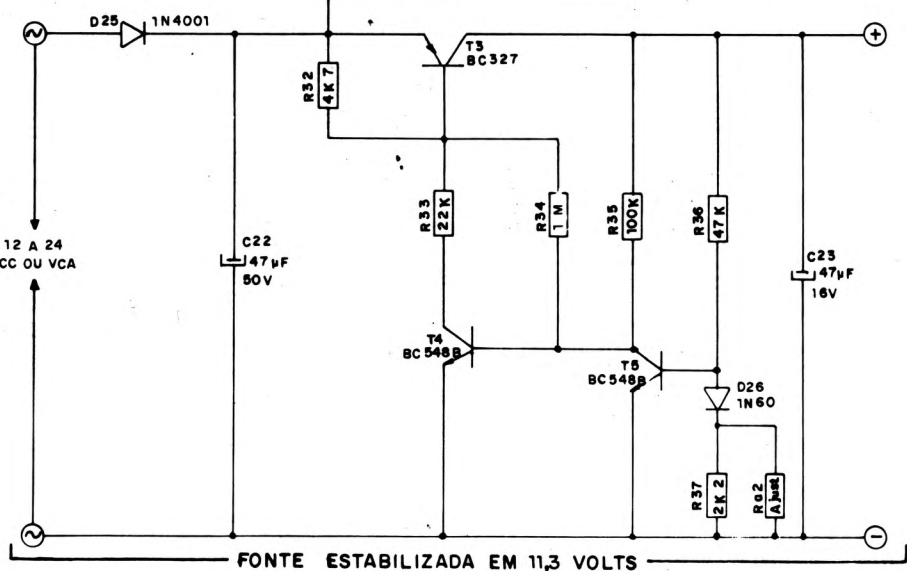 D25 1N4001
T3
BC327
R32
4K7
R33
22K
R34
1 M
R35
100K
R36
47 K
12 A 24
CC OU VCA
C22
47µF
50V
C23
47µF
16V
T4
BC548B
T5
BC548B
D26
1N60
R37
2K2
Ra2
Ajust
+
−
FONTE ESTABILIZADA EM 11,3 VOLTS